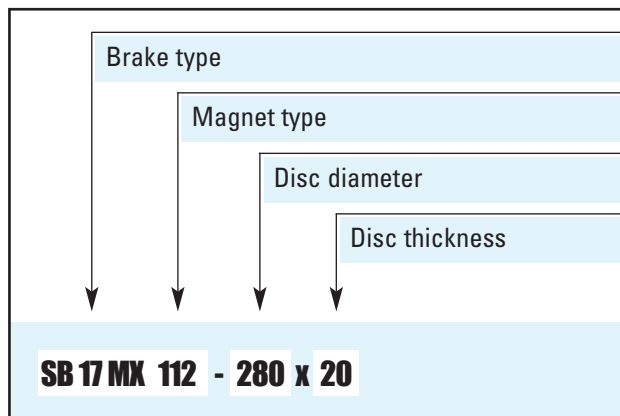 Brake type
Magnet type
Disc diameter
Disc thickness
SB 17 MX 112 - 280 x 20